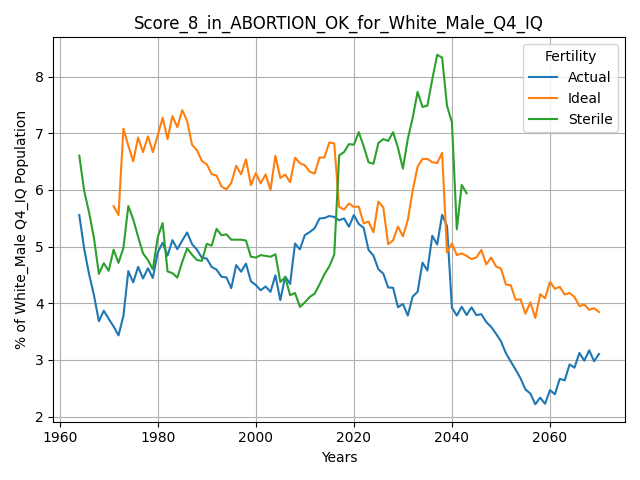 Score_8_in_ABORTION_OK_for_White_Male_Q4_IQ
% of White_Male Q4_IQ Population
8
7
6
5
4
3
2
Fertility
Actual
Ideal
Sterile
1960 1980 2000 2020 2040 2060
Years